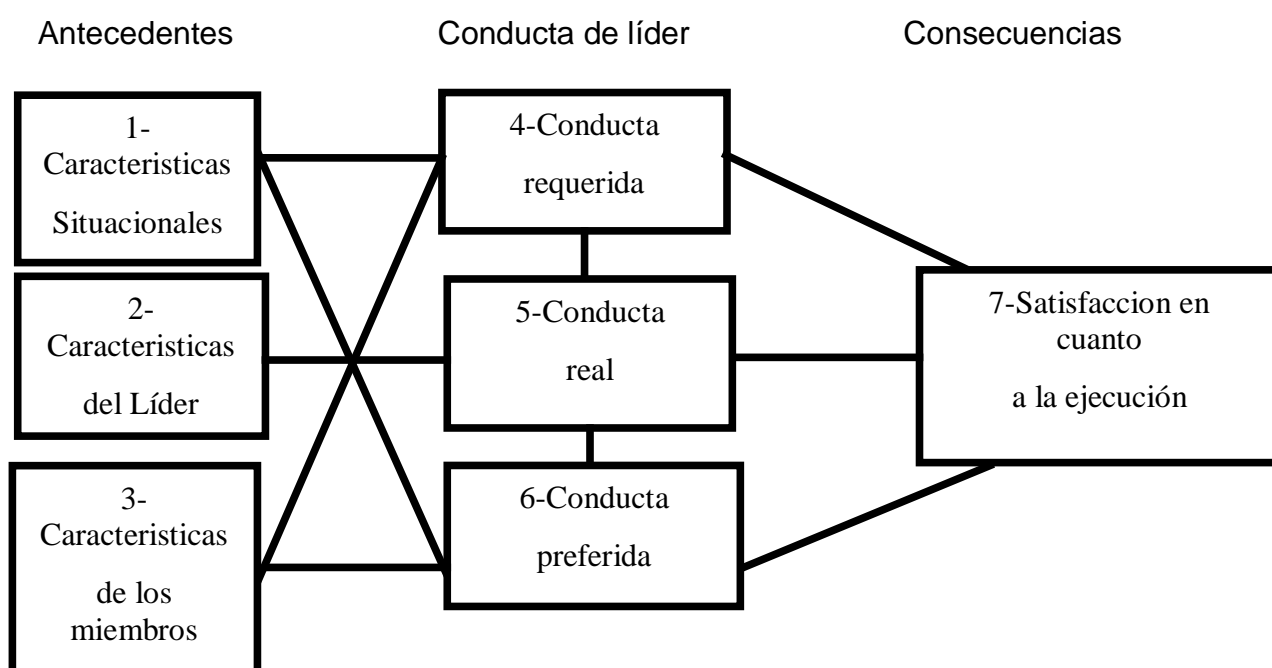 Antecedentes
Conducta de líder
Consecuencias
1-
Caracteristicas
Situacionales
2-
Caracteristicas
del Líder
3-
Caracteristicas
de los
miembros
4-Conducta
requerida
5-Conducta
real
6-Conducta
preferida
7-Satisfaccion en
cuanto
a la ejecución